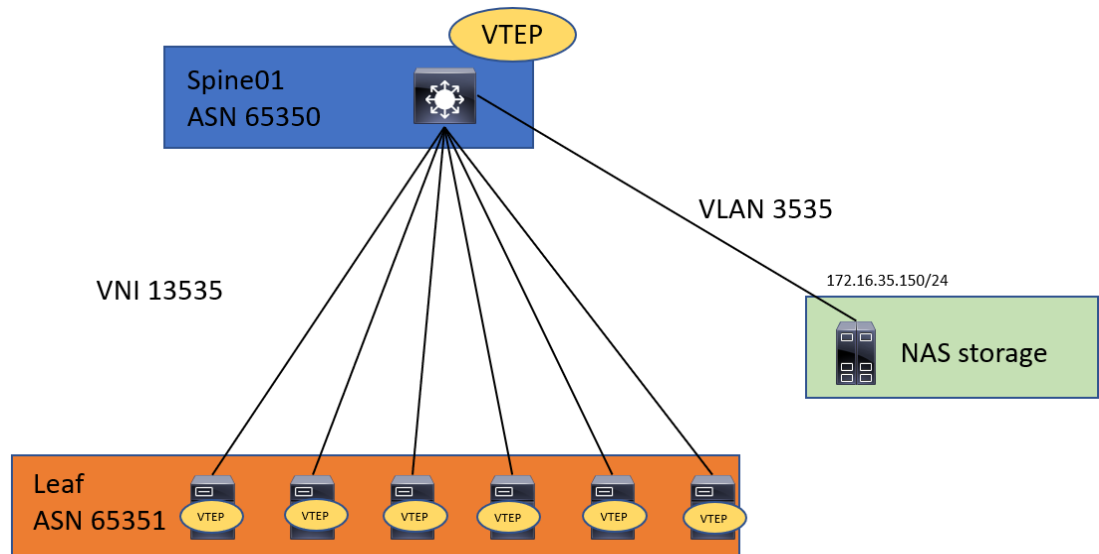 VTEP
Spine01
ASN 65350
VLAN 3535
VNI 13535
172.16.35.150/24
NAS storage
Leaf
ASN 65351
VTEP
VTEP
VTEP
VTEP
VTEP
VTEP